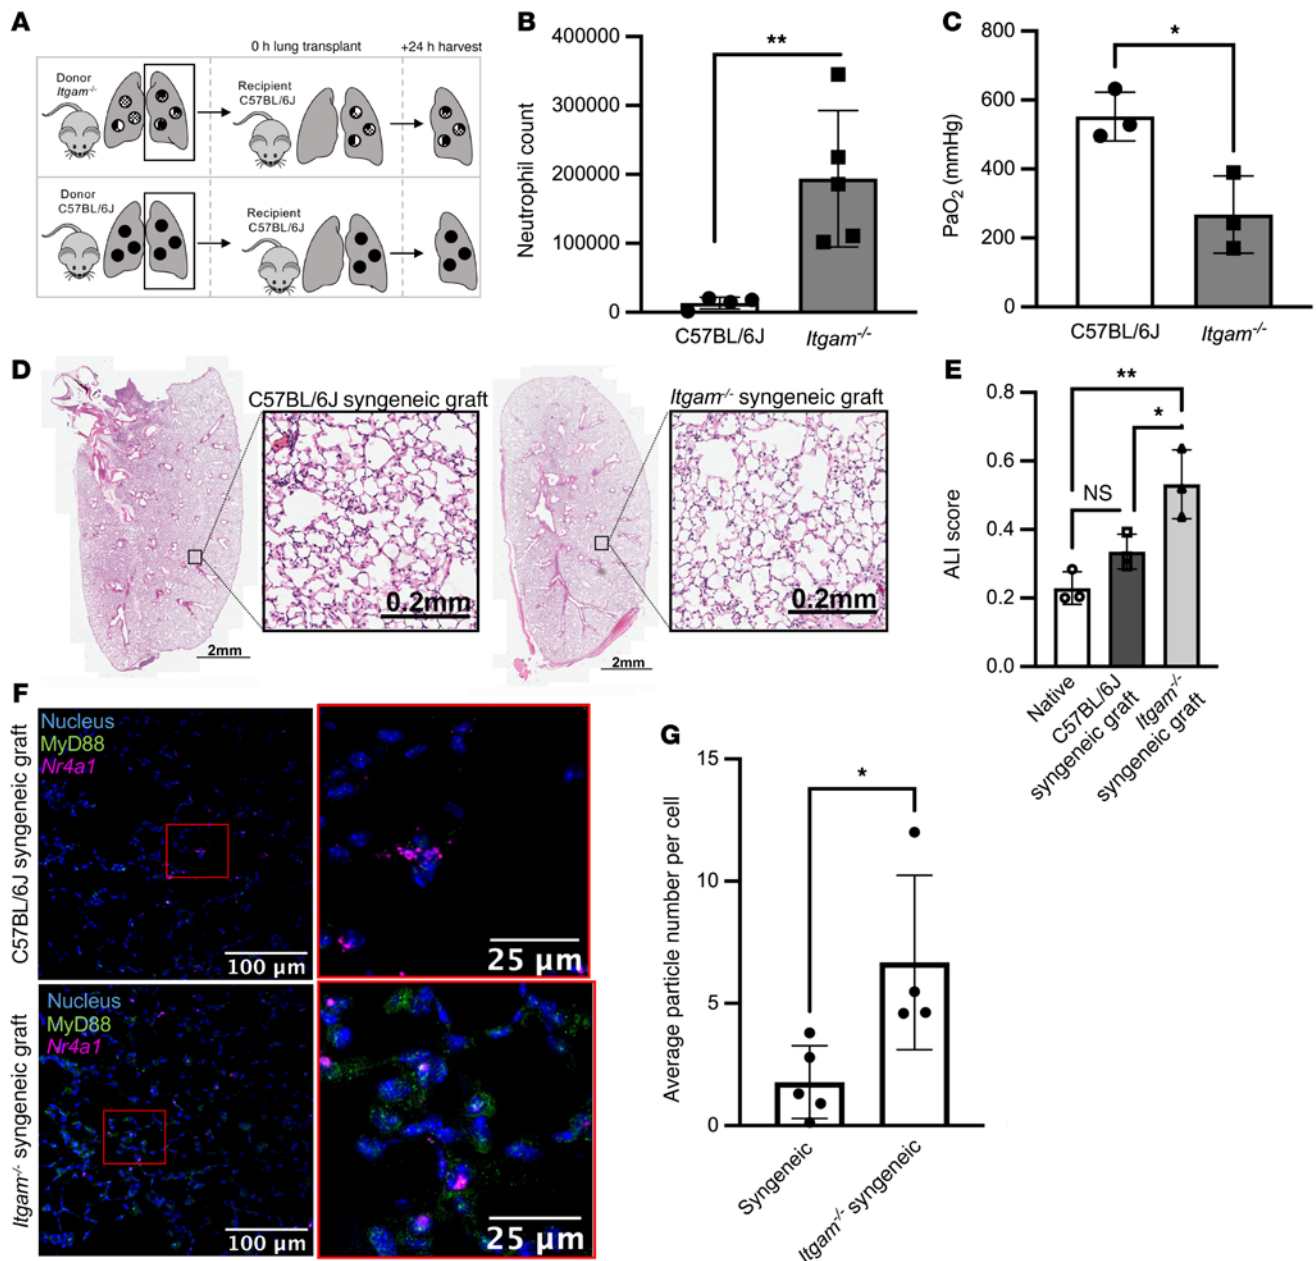 A
0 h lung transplant
+24 h harvest
Donor
Itgam-/-
Recipient
C57BL/6J
Donor
C57BL/6J
Recipient
C57BL/6J
B
Neutrophil count
400000
300000
200000
100000
0
**
C57BL/6J
Itgam-/-
C
PaO2 (mmHg)
800
600
400
200
0
*
C57BL/6J
Itgam-/-
D
C57BL/6J syngeneic graft
0.2mm
2mm
Itgam-/- syngeneic graft
0.2mm
2mm
E
ALI score
0.8
0.6
0.4
0.2
0.0
**
*
NS
Native
C57BL/6J
syngeneic graft
Itgam-/-
syngeneic graft
F
C57BL/6J syngeneic graft
Nucleus
MyD88
Nr4a1
100 µm
25 µm
Itgam-/- syngeneic graft
Nucleus
MyD88
Nr4a1
100 µm
25 µm
G
Average particle number per cell
15
10
5
0
*
Syngeneic
Itgam-/- syngeneic